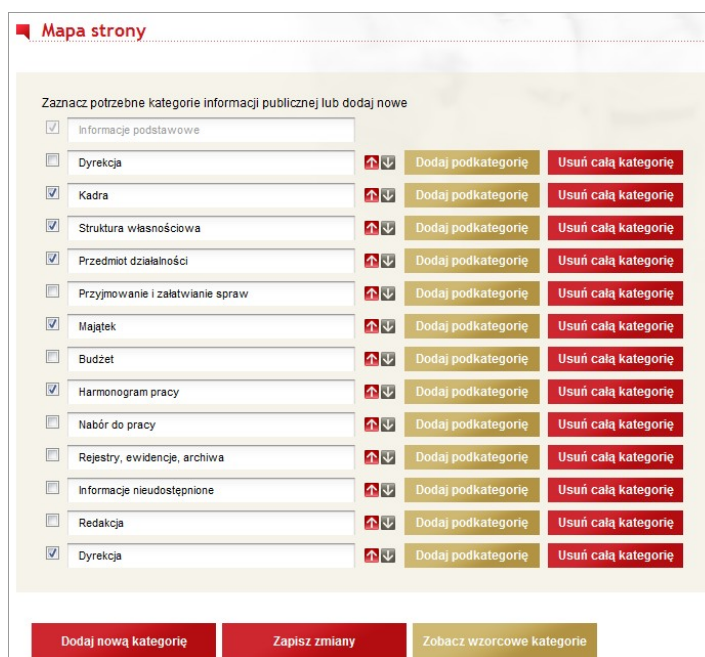 Mapa strony
Zaznacz potrzebne kategorie informacji publicznej lub dodaj nowe
Informacje podstawowe
Dyrekcja Dodaj podkategorię Usuń całą kategorię
Kadra Dodaj podkategorię Usuń całą kategorię
Struktura własnościowa Dodaj podkategorię Usuń całą kategorię
Przedmiot działalności Dodaj podkategorię Usuń całą kategorię
Przyjmowanie i załatwianie spraw Dodaj podkategorię Usuń całą kategorię
Majątek Dodaj podkategorię Usuń całą kategorię
Budżet Dodaj podkategorię Usuń całą kategorię
Harmonogram pracy Dodaj podkategorię Usuń całą kategorię
Nabór do pracy Dodaj podkategorię Usuń całą kategorię
Rejestry, ewidencje, archiwa Dodaj podkategorię Usuń całą kategorię
Informacje nieudostępnione Dodaj podkategorię Usuń całą kategorię
Redakcja Dodaj podkategorię Usuń całą kategorię
Dyrekcja Dodaj podkategorię Usuń całą kategorię
Dodaj nową kategorię Zapisz zmiany Zobacz wzorcowe kategorie